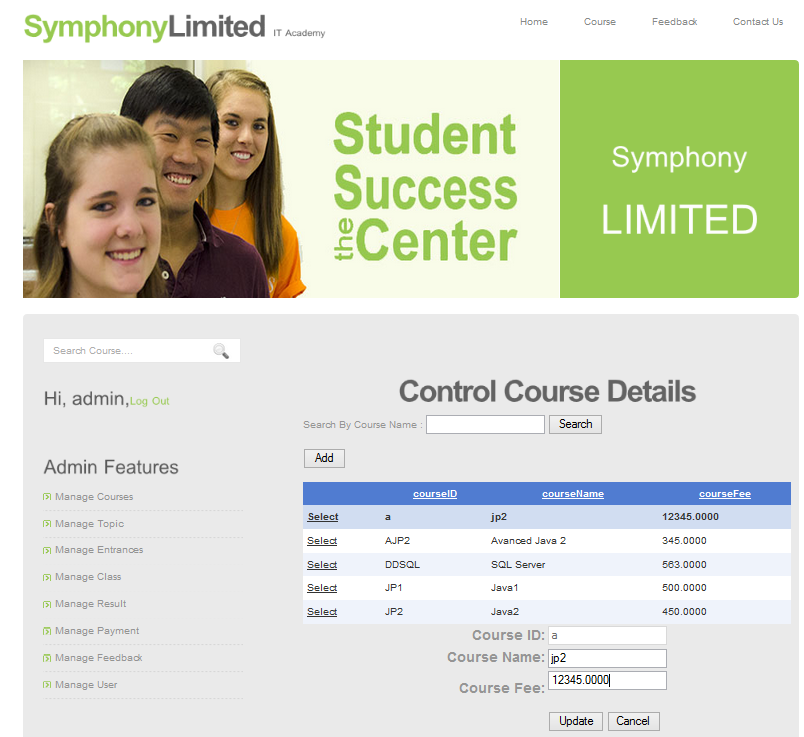 SymphonyLimited IT Academy
Home Course Feedback Contact Us
Student
Success
the Center
Symphony
LIMITED
Search Course....
Hi, admin,Log Out
Admin Features
Manage Courses
Manage Topic
Manage Entrances
Manage Class
Manage Result
Manage Payment
Manage Feedback
Manage User
Control Course Details
Search By Course Name : Search
Add
courseID courseName courseFee
Select a jp2 12345.0000
Select AJP2 Avanced Java 2 345.0000
Select DDSQL SQL Server 563.0000
Select JP1 Java1 500.0000
Select JP2 Java2 450.0000
Course ID: a
Course Name: jp2
Course Fee: 12345.0000
Update Cancel